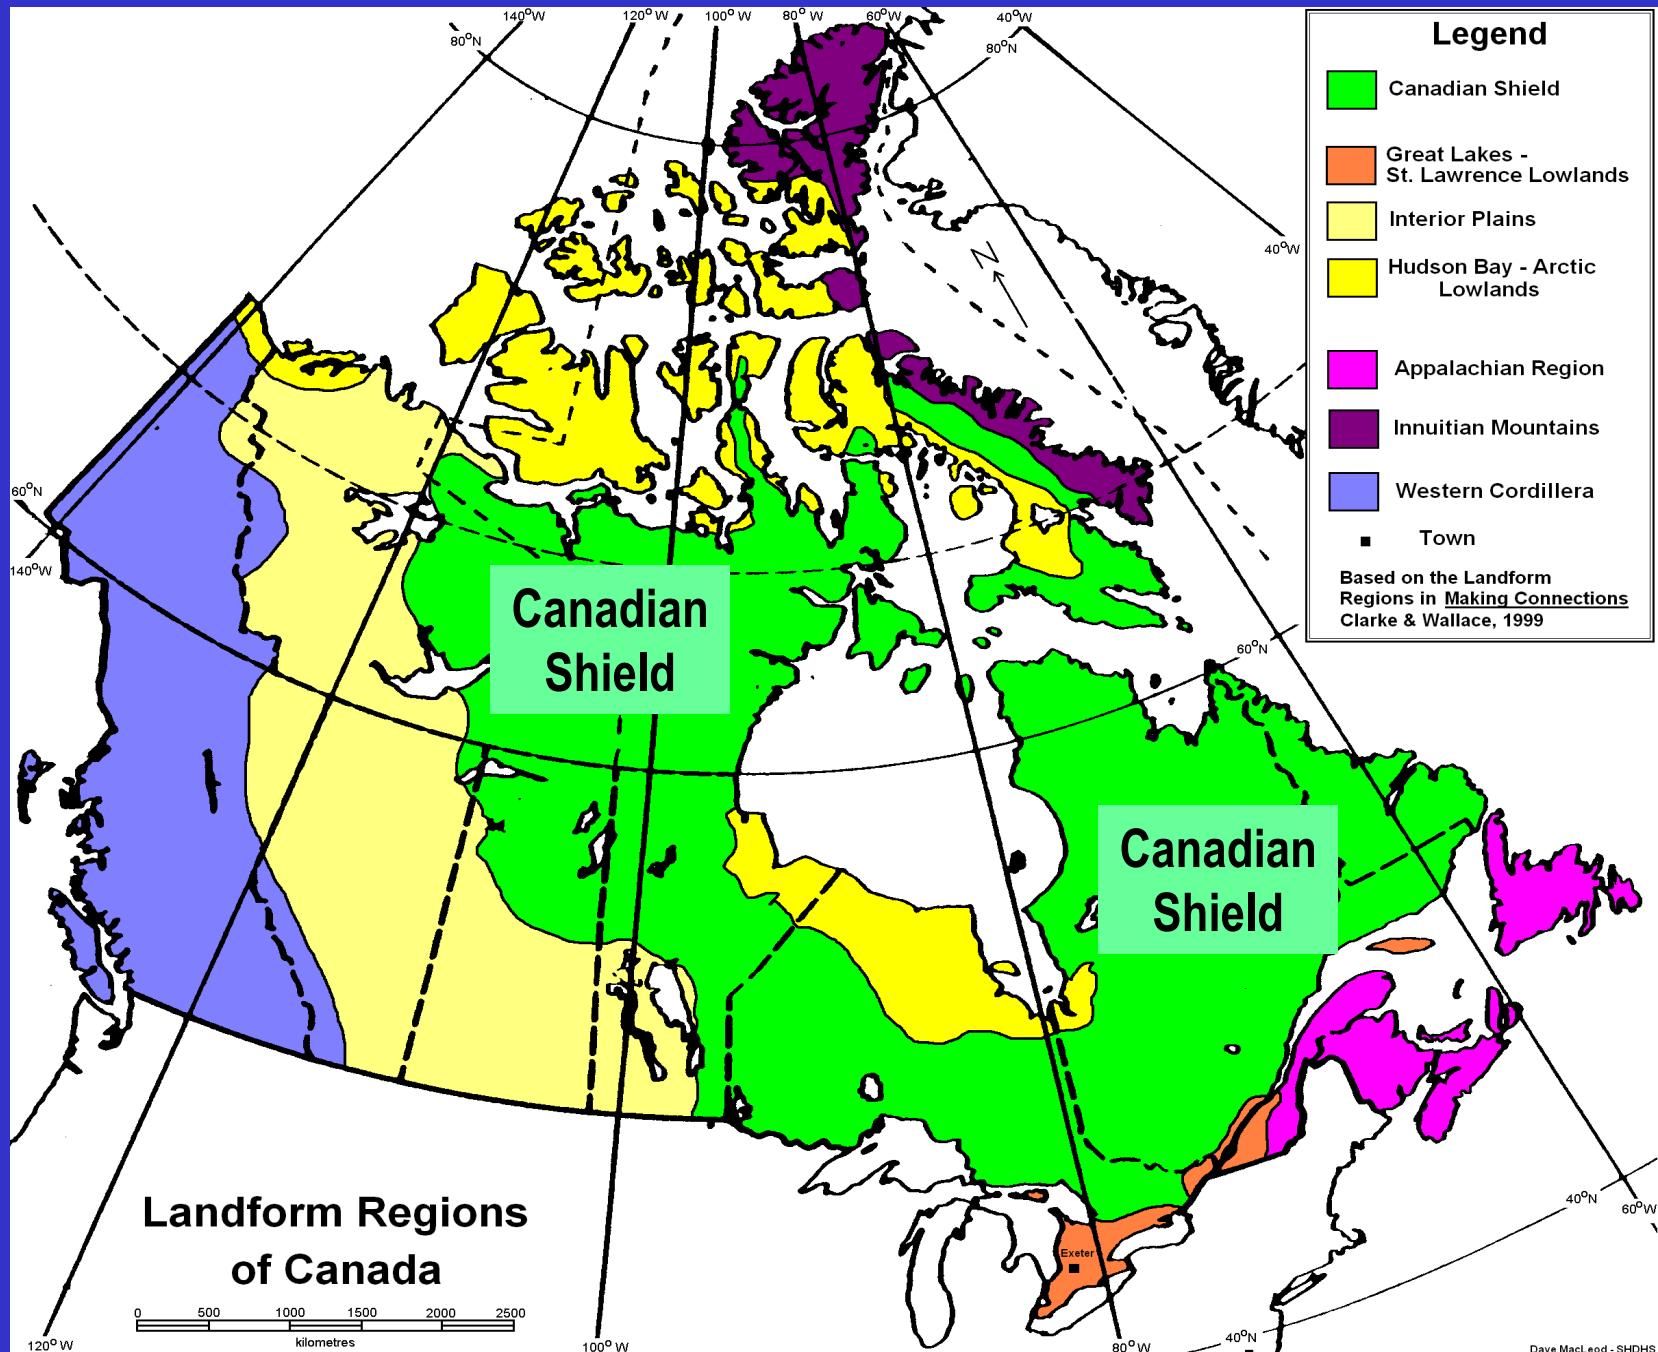 140°W
120°W
100°W
80°W
60°W
40°W
80°N
80°N
Legend
Canadian Shield
Great Lakes -
St. Lawrence Lowlands
Interior Plains
Hudson Bay - Arctic
Lowlands
Appalachian Region
Innuitian Mountains
Western Cordillera
Town
Based on the Landform
Regions in Making Connections
Clarke & Wallace, 1999
40°W
N
60°N
140°W
60°N
Canadian
Shield
Canadian
Shield
Landform Regions
of Canada
0 500 1000 1500 2000 2500
kilometres
Exeter
40°N
60°W
120°W
100°W
80°W
40°N
Dave MacLeod - SHDHS